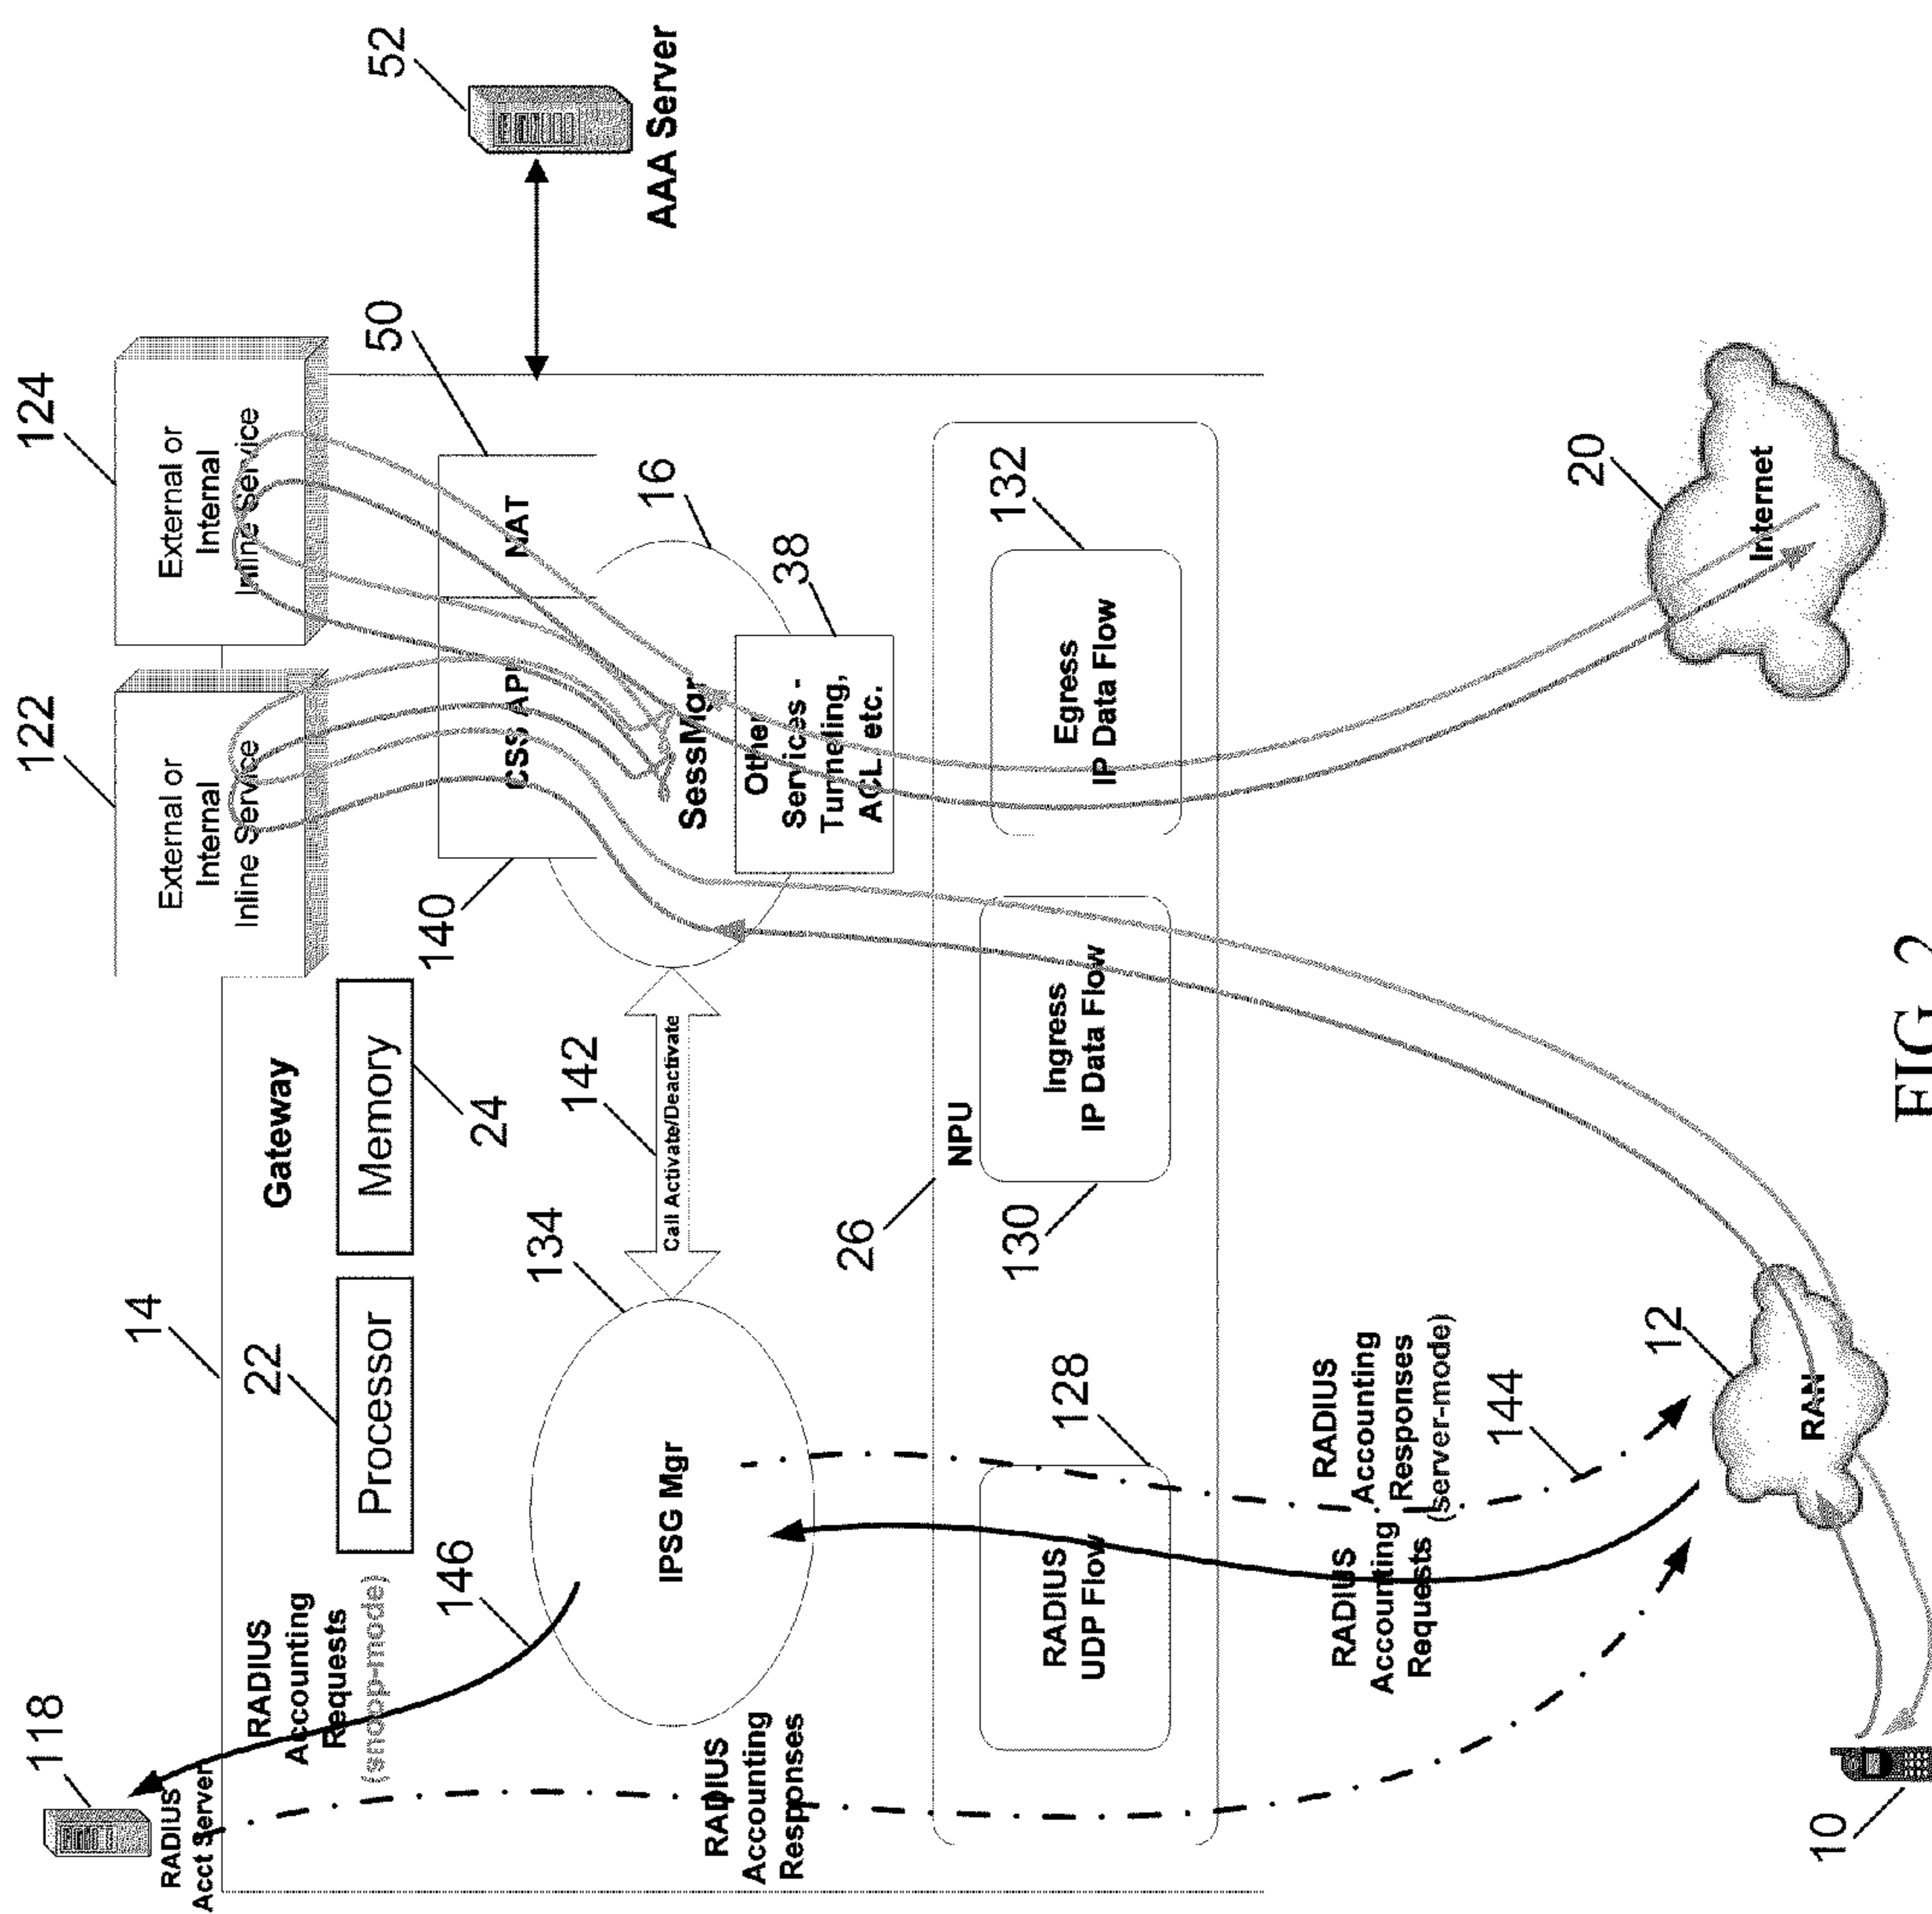 118
RADIUS
Acct Server
14
122
External or
Internal
Inline Service
124
External or
Internal
Inline Service
52
AAA Server
RADIUS
Accounting
Requests
(snoop-mode)
22
Processor
Gateway
Memory
24
140
CSS API
NAT
50
146
134
IPSG Mgr
142
Call Activate/Deactivate
SessMgr
16
38
Other
Services -
Tunneling,
ACL etc.
RADIUS
Accounting
Responses
26
NPU
128
RADIUS
UDP Flow
130
Ingress
IP Data Flow
132
Egress
IP Data Flow
RADIUS
Accounting
Requests
RADIUS
Accounting
Responses
(server-mode)
144
12
RAN
20
Internet
10
FIG. 2